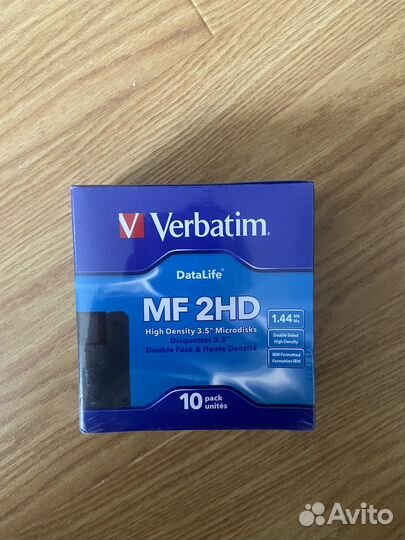 Verbatim®
DataLife®
MF 2HD
High Density 3.5" Microdisks
Disquettes 3.5"
Double Face & Haute Densité
1.44 MB Mo
Double Sided
High Density
IBM Formatted
Formatées IBM
10 pack unités
Avito